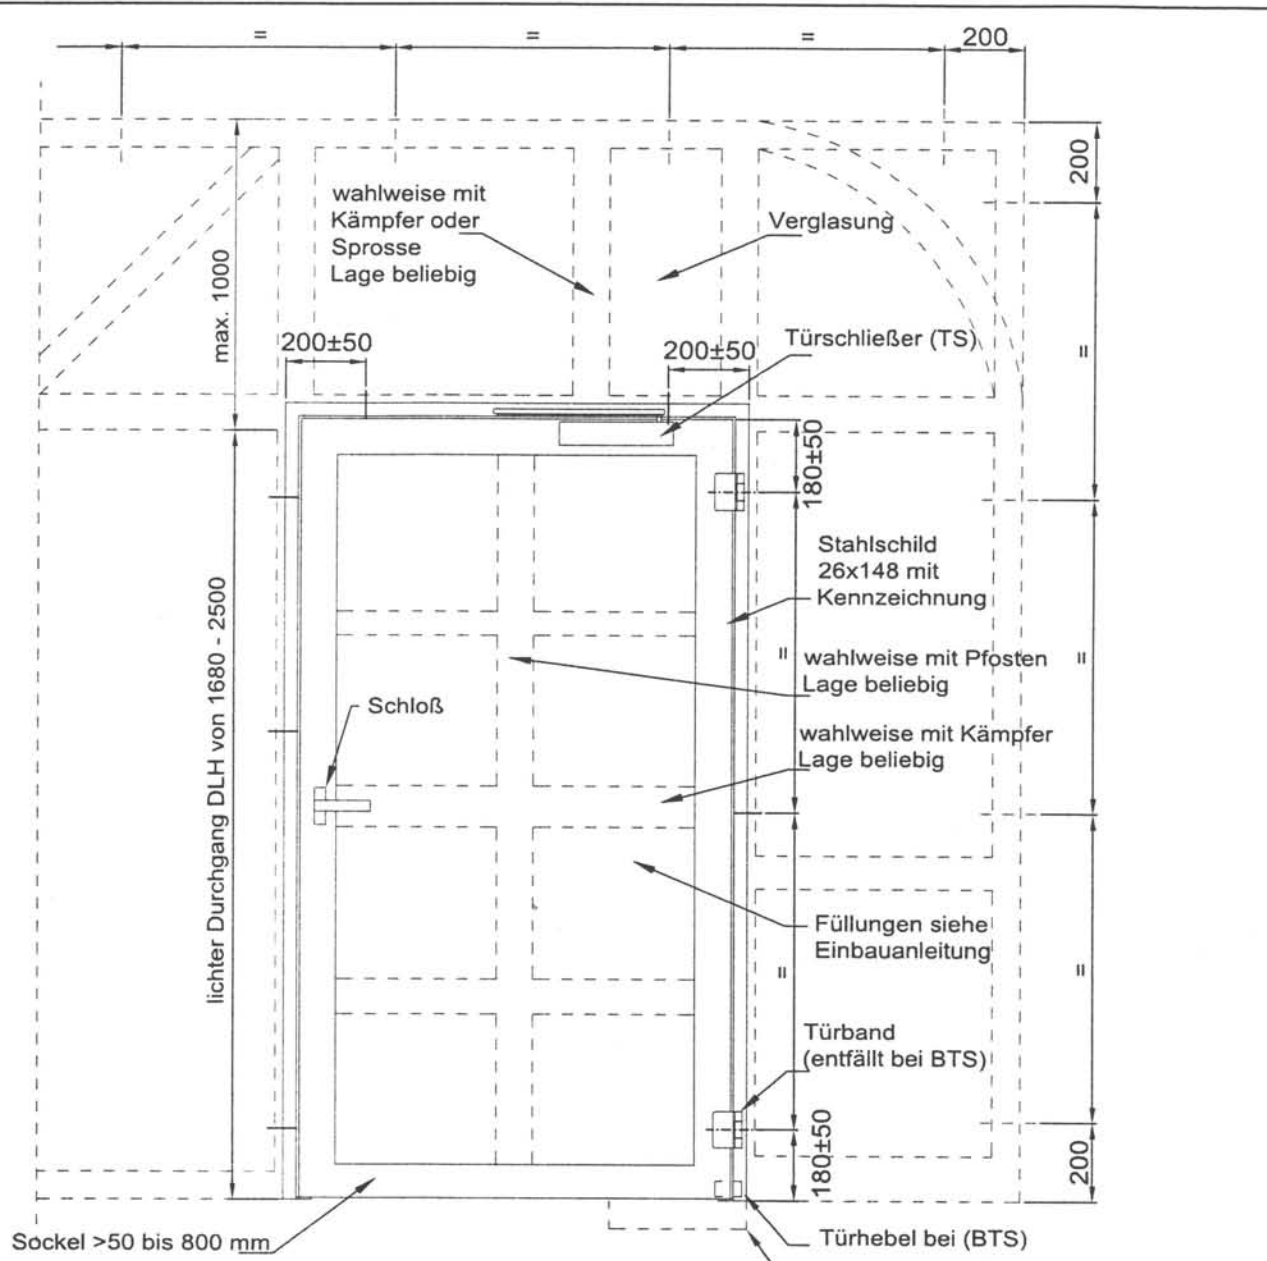 = = = 200
200
wahlweise mit
Kämpfer oder
Sprosse
Lage beliebig
Verglasung
max. 1000
200±50
200±50
Türschließer (TS)
=
180±50
Stahlschild
26x148 mit
Kennzeichnung
lichter Durchgang DLH von 1680 - 2500
=
wahlweise mit Pfosten
Lage beliebig
=
Schloß
wahlweise mit Kämpfer
Lage beliebig
Füllungen siehe
Einbauanleitung
=
=
Türband
(entfällt bei BTS)
180±50
200
Sockel >50 bis 800 mm
Türhebel bei (BTS)